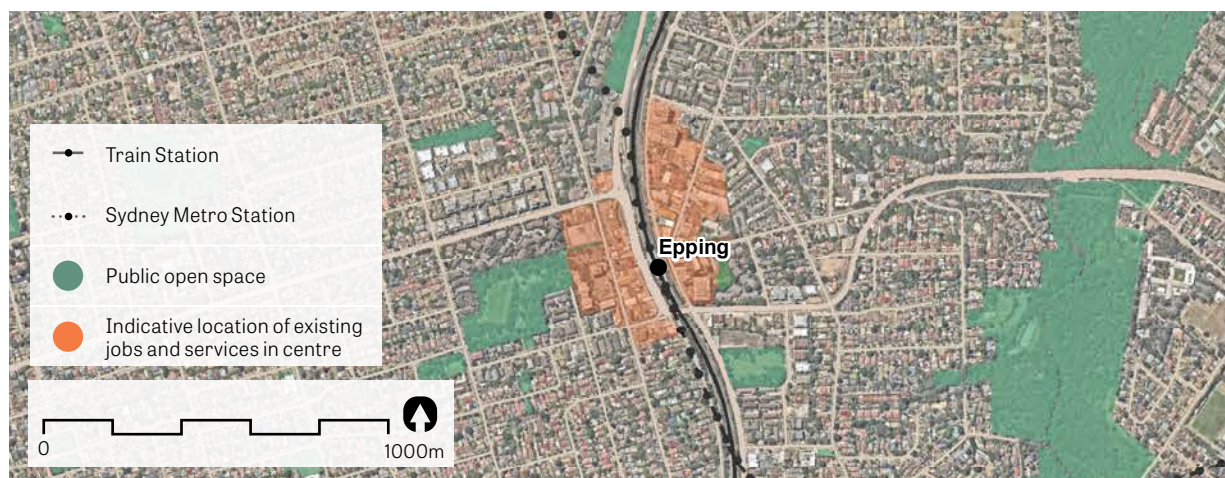 Train Station
Sydney Metro Station
Public open space
Indicative location of existing
jobs and services in centre
0
1000m
Epping